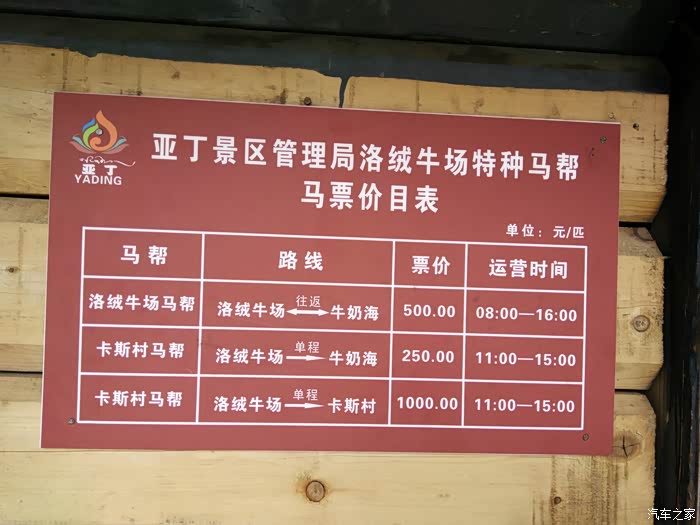 亚丁
YADING
亚丁景区管理局洛绒牛场特种马帮
马票价目表
单位：元/匹
马帮 路线 票价 运营时间
洛绒牛场马帮 洛绒牛场 往返 牛奶海 500.00 08:00—16:00
卡斯村马帮 洛绒牛场 单程 牛奶海 250.00 11:00—15:00
卡斯村马帮 洛绒牛场 单程 卡斯村 1000.00 11:00—15:00
汽车之家